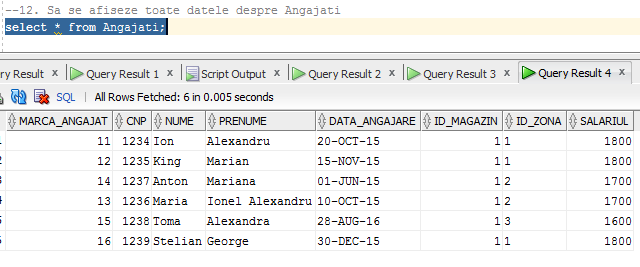 --12. Sa se afiseze toate datele despre Angajati
select * from Angajati;
ry Result Query Result 1 Script Output Query Result 2 Query Result 3 Query Result 4
SQL All Rows Fetched: 6 in 0.005 seconds
MARCA_ANGAJAT CNP NUME PRENUME DATA_ANGAJARE ID_MAGAZIN ID_ZONA SALARIUL
11 1234 Ion Alexandru 20-OCT-15 1 1 1800
12 1235 King Marian 15-NOV-15 1 1 1800
14 1237 Anton Mariana 01-JUN-15 1 2 1700
13 1236 Maria Ionel Alexandru 10-OCT-15 1 2 1700
15 1238 Toma Alexandra 28-AUG-16 1 3 1600
16 1239 Stelian George 30-DEC-15 1 1 1800